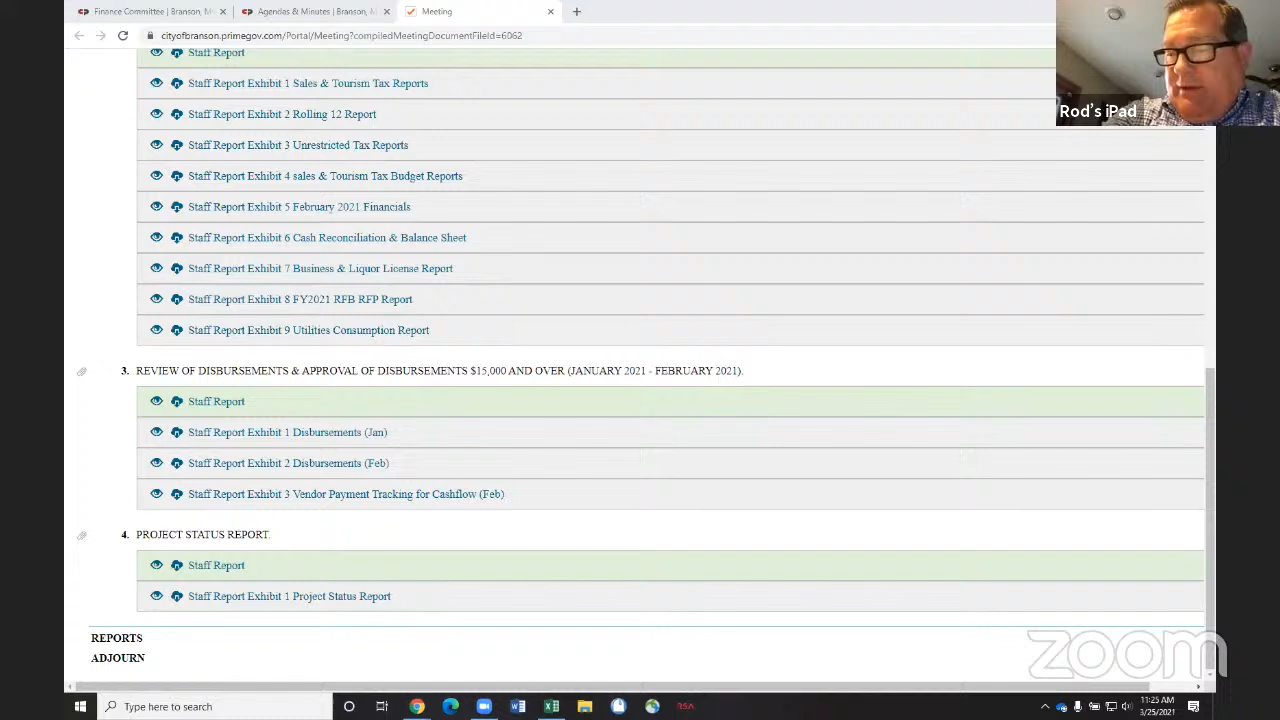 Finance Committee | Branson, M
Agendas & Minutes | Branson, M
Meeting
cityofbranson.primegov.com/Portal/Meeting?compiledMeetingDocumentFileId=6062
Rod's iPad
Staff Report
Staff Report Exhibit 1 Sales & Tourism Tax Reports
Staff Report Exhibit 2 Rolling 12 Report
Staff Report Exhibit 3 Unrestricted Tax Reports
Staff Report Exhibit 4 sales & Tourism Tax Budget Reports
Staff Report Exhibit 5 February 2021 Financials
Staff Report Exhibit 6 Cash Reconciliation & Balance Sheet
Staff Report Exhibit 7 Business & Liquor License Report
Staff Report Exhibit 8 FY2021 RFB RFP Report
Staff Report Exhibit 9 Utilities Consumption Report
3. REVIEW OF DISBURSEMENTS & APPROVAL OF DISBURSEMENTS $15,000 AND OVER (JANUARY 2021 - FEBRUARY 2021).
Staff Report
Staff Report Exhibit 1 Disbursements (Jan)
Staff Report Exhibit 2 Disbursements (Feb)
Staff Report Exhibit 3 Vendor Payment Tracking for Cashflow (Feb)
4. PROJECT STATUS REPORT.
Staff Report
Staff Report Exhibit 1 Project Status Report
REPORTS
ADJOURN
zoom
Type here to search
RSA
11:25 AM
3/25/2021